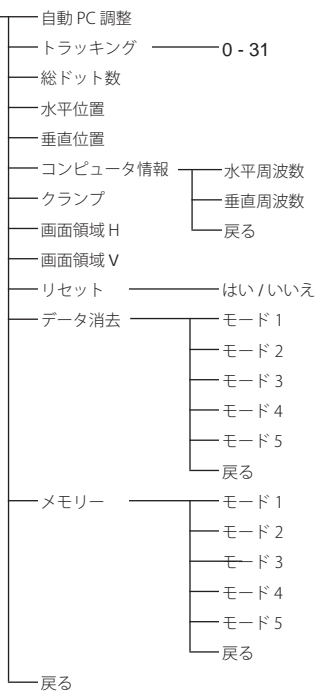 自動 PC 調整
トラッキング 0 - 31
総ドット数
水平位置
垂直位置
コンピュータ情報 水平周波数
垂直周波数
クランプ 戻る
画面領域 H
画面領域 V
リセット はい / いいえ
データ消去 モード 1
モード 2
モード 3
モード 4
モード 5
戻る
メモリー モード 1
モード 2
モード 3
モード 4
モード 5
戻る
戻る